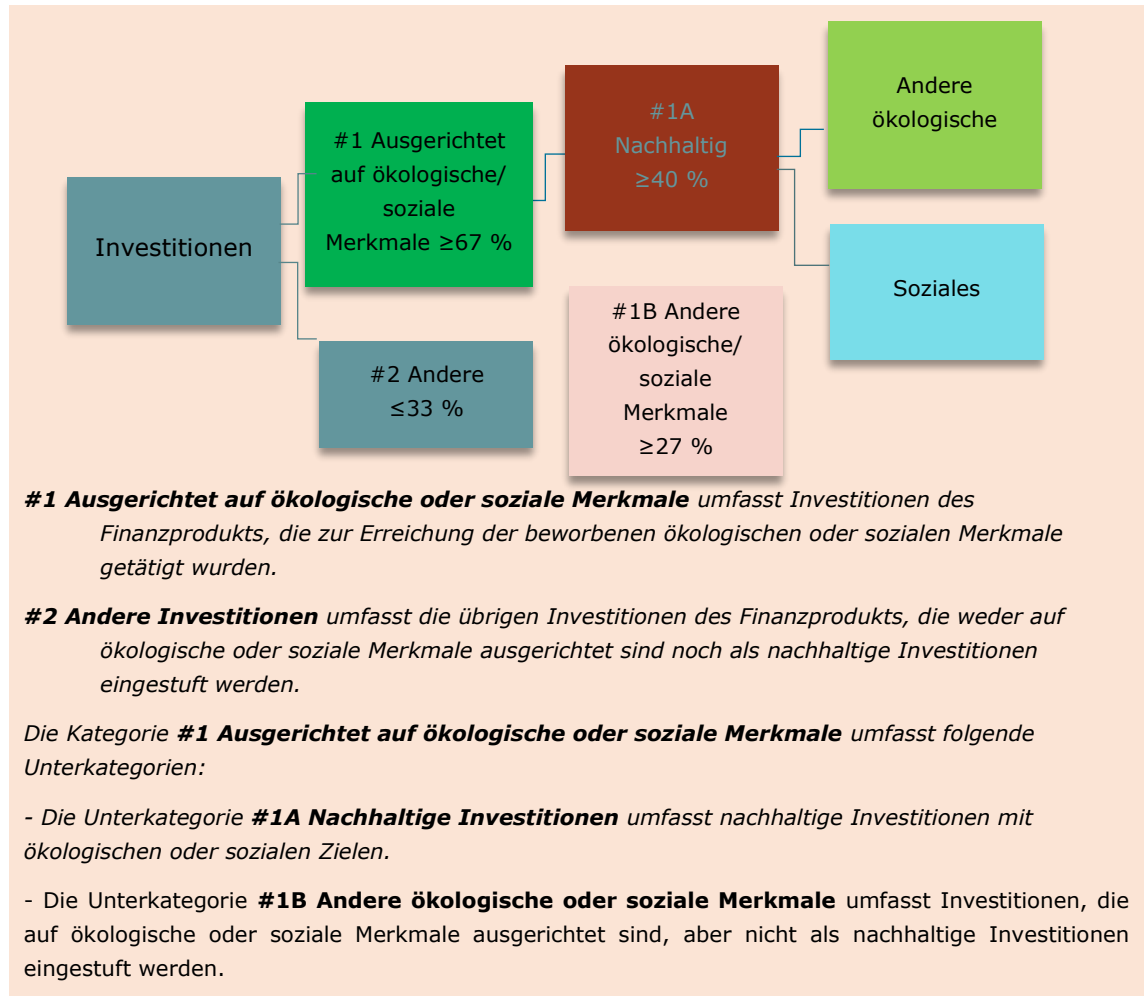 Investitionen
#1 Ausgerichtet
auf ökologische/
soziale
Merkmale ≥67 %
#2 Andere
≤33 %
#1A
Nachhaltig
≥40 %
#1B Andere
ökologische/
soziale
Merkmale
≥27 %
Andere
ökologische
Soziales
#1 Ausgerichtet auf ökologische oder soziale Merkmale umfasst Investitionen des
Finanzprodukts, die zur Erreichung der beworbenen ökologischen oder sozialen Merkmale
getätigt wurden.
#2 Andere Investitionen umfasst die übrigen Investitionen des Finanzprodukts, die weder auf
ökologische oder soziale Merkmale ausgerichtet sind noch als nachhaltige Investitionen
eingestuft werden.
Die Kategorie #1 Ausgerichtet auf ökologische oder soziale Merkmale umfasst folgende
Unterkategorien:
- Die Unterkategorie #1A Nachhaltige Investitionen umfasst nachhaltige Investitionen mit
ökologischen oder sozialen Zielen.
- Die Unterkategorie #1B Andere ökologische oder soziale Merkmale umfasst Investitionen, die
auf ökologische oder soziale Merkmale ausgerichtet sind, aber nicht als nachhaltige Investitionen
eingestuft werden.